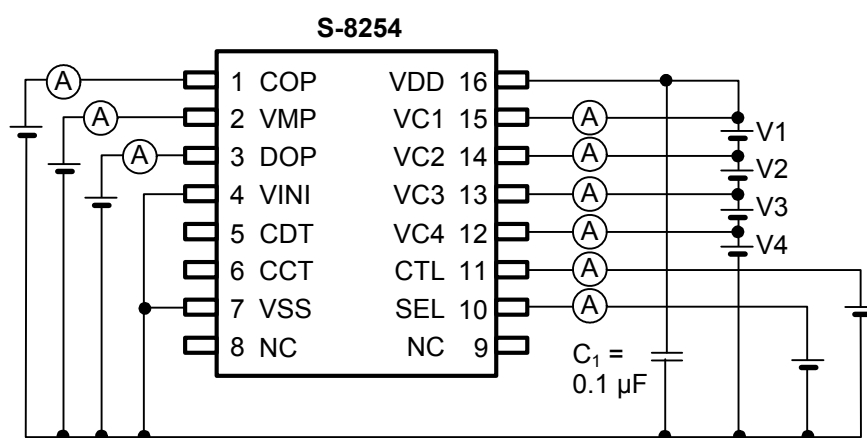 S-8254
A 1 COP VDD 16
A 2 VMP VC1 15 A V1
A 3 DOP VC2 14 A V2
4 VINI VC3 13 A V3
5 CDT VC4 12 A V4
6 CCT CTL 11 A
7 VSS SEL 10 A
8 NC NC 9 C₁ =
0.1 µF